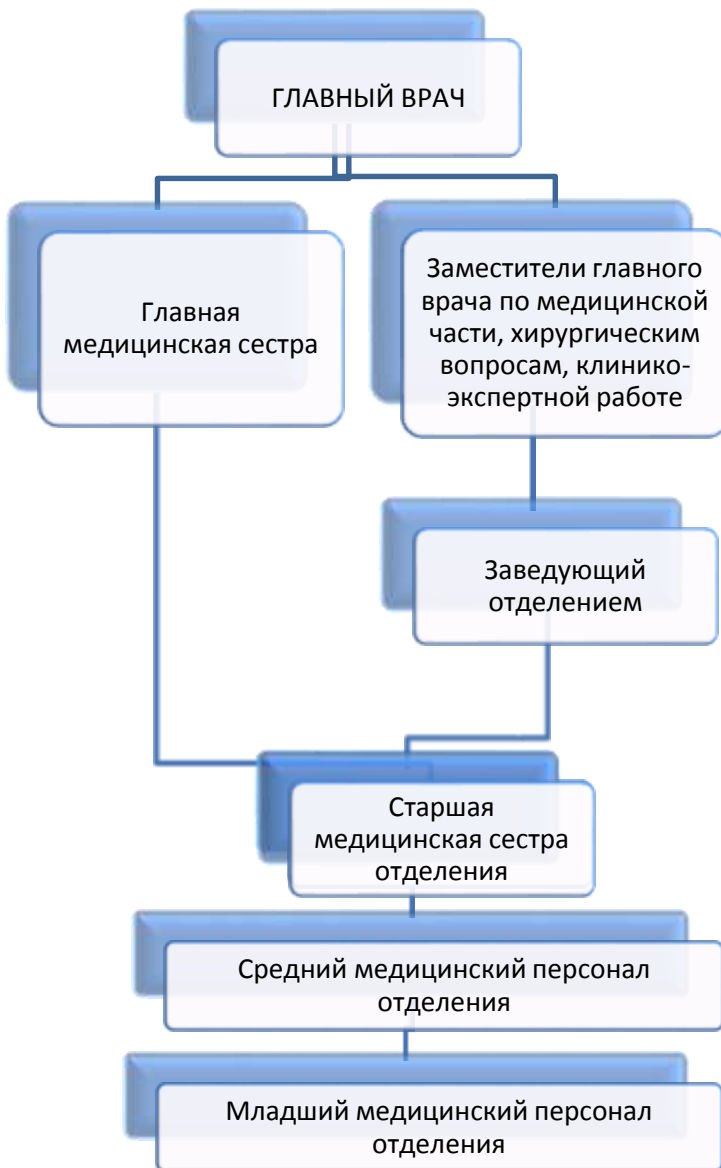 ГЛАВНЫЙ ВРАЧ
Главная
медицинская сестра
Заместители главного
врача по медицинской
части, хирургическим
вопросам, клинико-
экспертной работе
Заведующий
отделением
Старшая
медицинская сестра
отделения
Средний медицинский персонал
отделения
Младший медицинский персонал
отделения